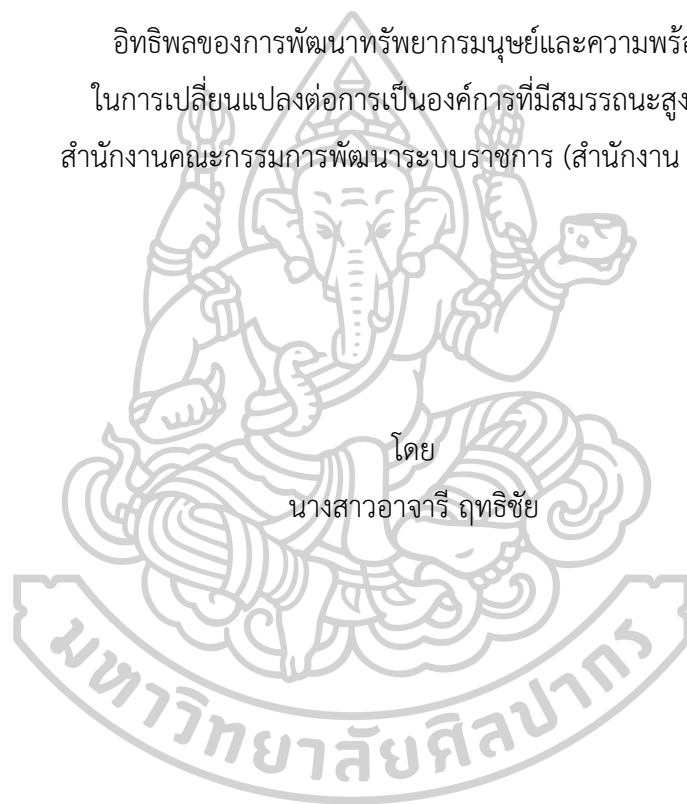 อิทธิพลของการพัฒนาทรัพยากรมนุษย์และความพร้
ในการเปลี่ยนแปลงต่อการเป็นองค์การที่มีสมรรถนะสูง
สำนักงานคณะกรรมการพัฒนาระบบราชการ (สำนักงาน
โดย
นางสาวอาจารี ฤทธิชัย
มหาวิทยาลัยศิลปากร